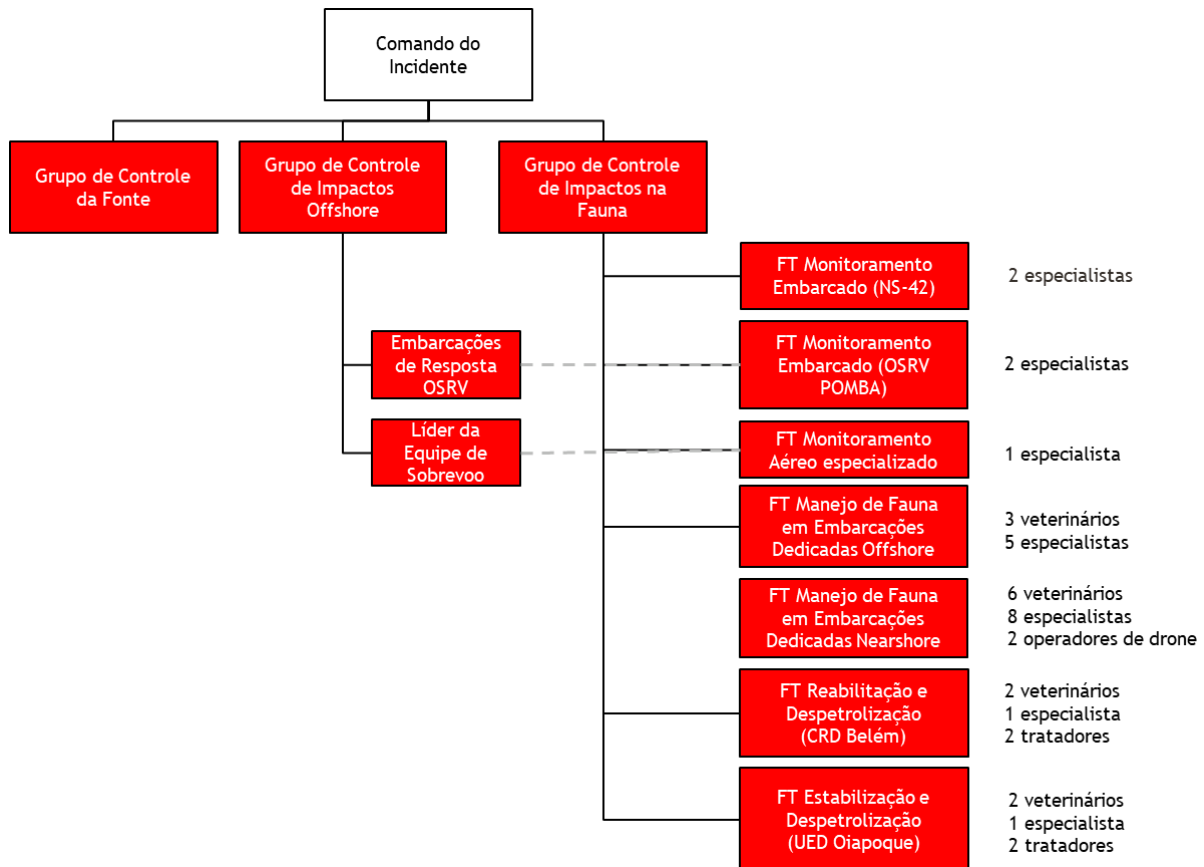 Comando do
Incidente
Grupo de Controle
da Fonte
Grupo de Controle
de Impactos
Offshore
Grupo de Controle
de Impactos na
Fauna
FT Monitoramento
Embarcado (NS-42)
2 especialistas
Embarcações
de Resposta
OSRV
FT Monitoramento
Embarcado (OSRV
POMBA)
2 especialistas
Líder da
Equipe de
Sobrevoo
FT Monitoramento
Aéreo especializado
1 especialista
FT Manejo de Fauna
em Embarcações
Dedicadas Offshore
3 veterinários
5 especialistas
FT Manejo de Fauna
em Embarcações
Dedicadas Nearshore
6 veterinários
8 especialistas
2 operadores de drone
FT Reabilitação e
Despetrolização
(CRD Belém)
2 veterinários
1 especialista
2 tratadores
FT Estabilização e
Despetrolização
(UED Oiapoque)
2 veterinários
1 especialista
2 tratadores